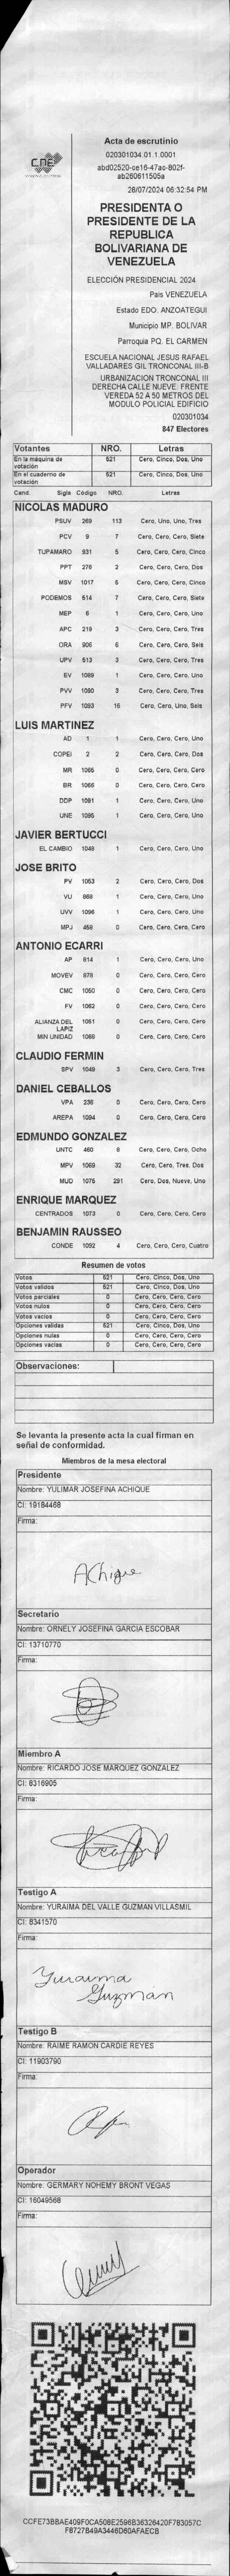 CNE
Acta de escrutinio
020301034.01.1.0001
abd02520-ce16-47ac-802f-
ab260611505a
28/07/2024 06:32:54 PM
PRESIDENTA O
PRESIDENTE DE LA
REPUBLICA
BOLIVARIANA DE
VENEZUELA
ELECCIÓN PRESIDENCIAL 2024
Pais VENEZUELA
Estado EDO. ANZOATEGUI
Municipio MP. BOLIVAR
Parroquia PQ. EL CARMEN
ESCUELA NACIONAL JESUS RAFAEL
VALLADARES GIL TRONCONAL III-B
URBANIZACION TRONCONAL III
DERECHA CALLE NUEVE. FRENTE
VEREDA 52 A 50 METROS DEL
MODULO POLICIAL EDIFICIO
020301034
847 Electores
Votantes NRO. Letras
En la máquina de votación 521 Cero, Cinco, Dos, Uno
En el cuaderno de votación 521 Cero, Cinco, Dos, Uno
Cand. Sigla Código NRO. Letras
NICOLAS MADURO
PSUV 269 113 Cero, Uno, Uno, Tres
PCV 9 7 Cero, Cero, Cero, Siete
TUPAMARO 931 5 Cero, Cero, Cero, Cinco
PPT 276 2 Cero, Cero, Cero, Dos
MSV 1017 5 Cero, Cero, Cero, Cinco
PODEMOS 514 7 Cero, Cero, Cero, Siete
MEP 6 1 Cero, Cero, Cero, Uno
APC 219 3 Cero, Cero, Cero, Tres
ORA 906 6 Cero, Cero, Cero, Seis
UPV 513 3 Cero, Cero, Cero, Tres
EV 1089 1 Cero, Cero, Cero, Uno
PVV 1090 3 Cero, Cero, Cero, Tres
PFV 1093 16 Cero, Cero, Uno, Seis
LUIS MARTINEZ
AD 1 1 Cero, Cero, Cero, Uno
COPEI 2 2 Cero, Cero, Cero, Dos
MR 1065 0 Cero, Cero, Cero, Cero
BR 1066 0 Cero, Cero, Cero, Cero
DDP 1091 1 Cero, Cero, Cero, Uno
UNE 1095 1 Cero, Cero, Cero, Uno
JAVIER BERTUCCI
EL CAMBIO 1048 1 Cero, Cero, Cero, Uno
JOSE BRITO
PV 1053 2 Cero, Cero, Cero, Dos
VU 868 1 Cero, Cero, Cero, Uno
UVV 1096 1 Cero, Cero, Cero, Uno
MPJ 458 0 Cero, Cero, Cero, Cero
ANTONIO ECARRI
AP 814 1 Cero, Cero, Cero, Uno
MOVEV 878 0 Cero, Cero, Cero, Cero
CMC 1050 0 Cero, Cero, Cero, Cero
FV 1062 0 Cero, Cero, Cero, Cero
ALIANZA DEL LAPIZ 1061 0 Cero, Cero, Cero, Cero
MIN UNIDAD 1068 0 Cero, Cero, Cero, Cero
CLAUDIO FERMIN
SPV 1049 3 Cero, Cero, Cero, Tres
DANIEL CEBALLOS
VPA 236 0 Cero, Cero, Cero, Cero
AREPA 1094 0 Cero, Cero, Cero, Cero
EDMUNDO GONZALEZ
UNTC 460 8 Cero, Cero, Cero, Ocho
MPV 1069 32 Cero, Cero, Tres, Dos
MUD 1075 291 Cero, Dos, Nueve, Uno
ENRIQUE MARQUEZ
CENTRADOS 1073 0 Cero, Cero, Cero, Cero
BENJAMIN RAUSSEO
CONDE 1092 4 Cero, Cero, Cero, Cuatro
Resumen de votos
Votos 521 Cero, Cinco, Dos, Uno
Votos validos 521 Cero, Cinco, Dos, Uno
Votos parciales 0 Cero, Cero, Cero, Cero
Votos nulos 0 Cero, Cero, Cero, Cero
Votos vacios 0 Cero, Cero, Cero, Cero
Opciones validas 521 Cero, Cinco, Dos, Uno
Opciones nulas 0 Cero, Cero, Cero, Cero
Opciones vacias 0 Cero, Cero, Cero, Cero
Observaciones:
Se levanta la presente acta la cual firman en
señal de conformidad.
Miembros de la mesa electoral
Presidente
Nombre: YULIMAR JOSEFINA ACHIQUE
CI: 19184468
Firma:
AChique
Secretario
Nombre: ORNELY JOSEFINA GARCIA ESCOBAR
CI: 13710770
Firma:
Miembro A
Nombre: RICARDO JOSE MARQUEZ GONZALEZ
CI: 8316905
Firma:
Testigo A
Nombre: YURAIMA DEL VALLE GUZMAN VILLASMIL
CI: 8341570
Firma:
Yuraima
Guzmán
Testigo B
Nombre: RAIME RAMON CARDIE REYES
CI: 11903790
Firma:
Operador
Nombre: GERMARY NOHEMY BRONT VEGAS
CI: 16049568
Firma:
CCFE73BBAE409F0CA508E2596B36326420F783057C
F8727B49A3446D60AFAECB